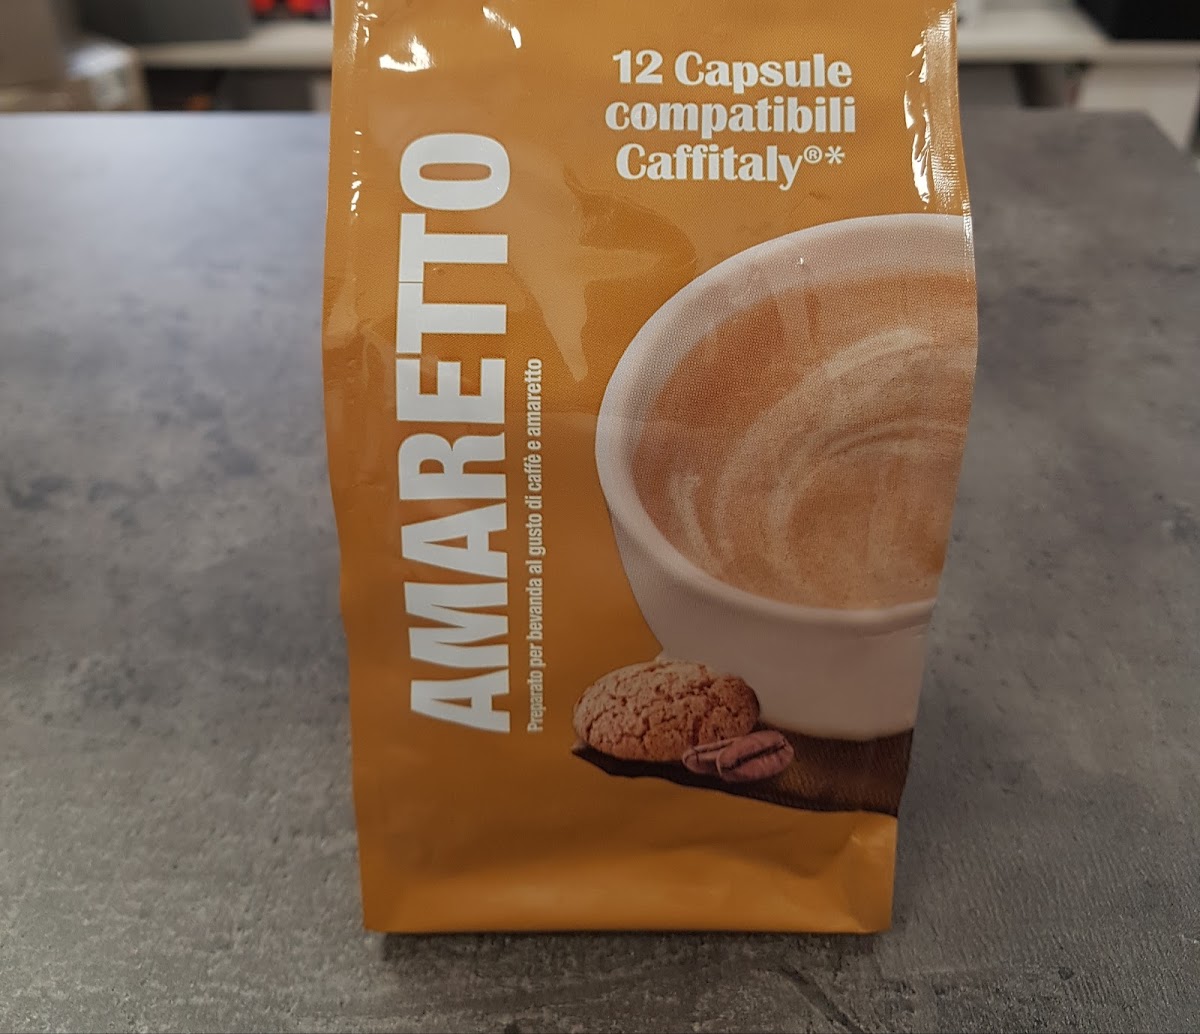 12 Capsule
compatibili
Caffitaly®*
AMARETTO
Preparato per bevanda al gusto di caffè e amaretto